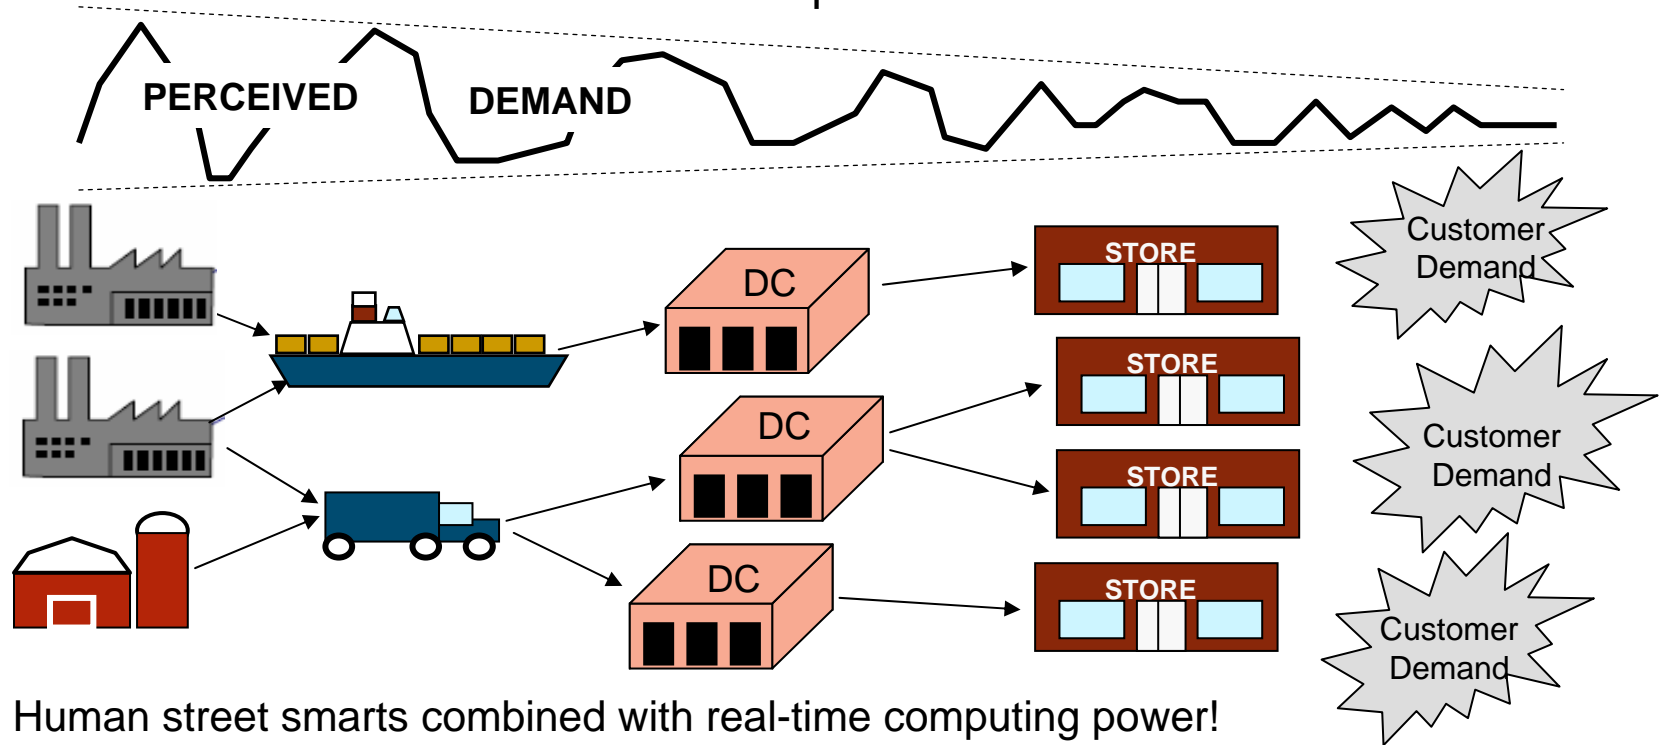 PERCEIVED DEMAND
DC
STORE
Customer
Demand
DC
STORE
STORE
Customer
Demand
DC
STORE
Customer
Demand
Human street smarts combined with real-time computing power!